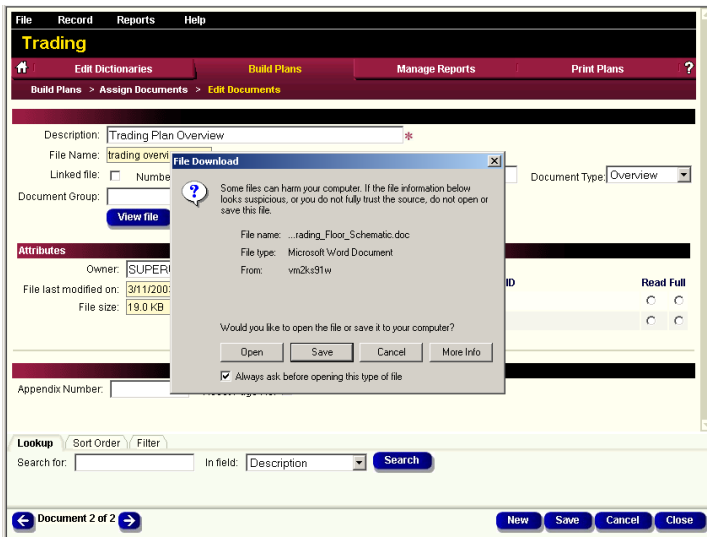 File Record Reports Help
Trading
Edit Dictionaries Build Plans Manage Reports Print Plans ?
Build Plans > Assign Documents > Edit Documents
Description: Trading Plan Overview *
File Name: trading overvi
Linked file: Numbe Document Type: Overview
Document Group:
View file
File Download
Some files can harm your computer. If the file information below
looks suspicious, or you do not fully trust the source, do not open or
save this file.
File name: ...rading_Floor_Schematic.doc
File type: Microsoft Word Document
From: vm2ks91w
Would you like to open the file or save it to your computer?
Open Save Cancel More Info
Always ask before opening this type of file
Attributes
Owner: SUPER
ID Read Full
File last modified on: 3/11/200
File size: 19.0 KB
Appendix Number:
Lookup Sort Order Filter
Search for: In field: Description Search
Document 2 of 2
New Save Cancel Close